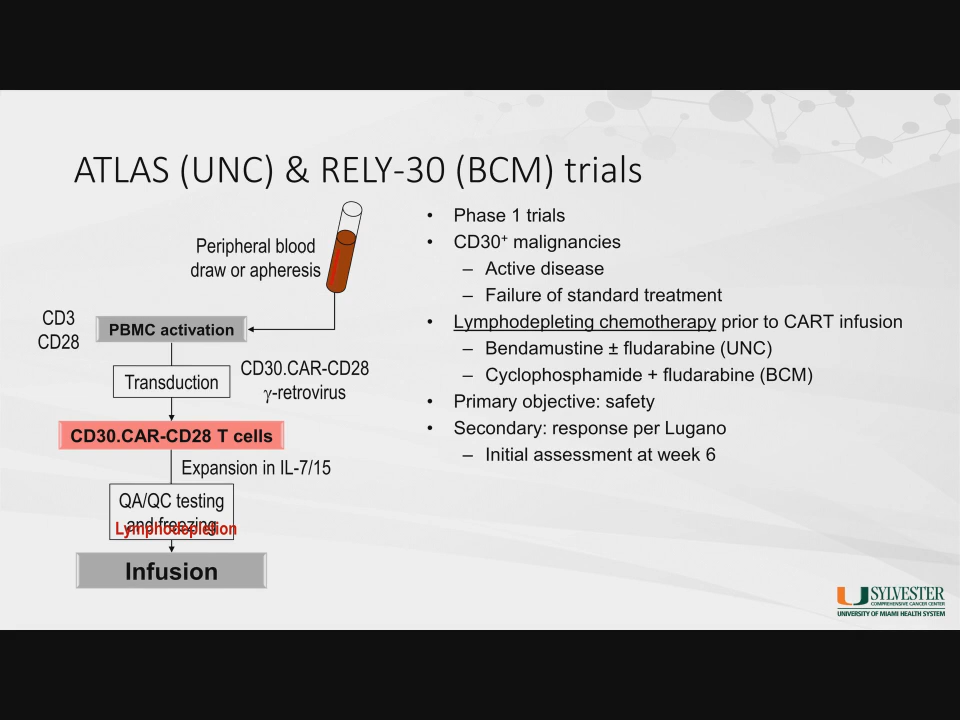 ATLAS (UNC) & RELY-30 (BCM) trials
Peripheral blood
draw or apheresis
CD3
CD28
PBMC activation
Transduction
CD30.CAR-CD28
γ-retrovirus
CD30.CAR-CD28 T cells
Expansion in IL-7/15
QA/QC testing
and freezing
Lymphodepletion
Infusion
• Phase 1 trials
• CD30⁺ malignancies
– Active disease
– Failure of standard treatment
• Lymphodepleting chemotherapy prior to CART infusion
– Bendamustine ± fludarabine (UNC)
– Cyclophosphamide + fludarabine (BCM)
• Primary objective: safety
• Secondary: response per Lugano
– Initial assessment at week 6
SYLVESTER
COMPREHENSIVE CANCER CENTER
UNIVERSITY OF MIAMI HEALTH SYSTEM